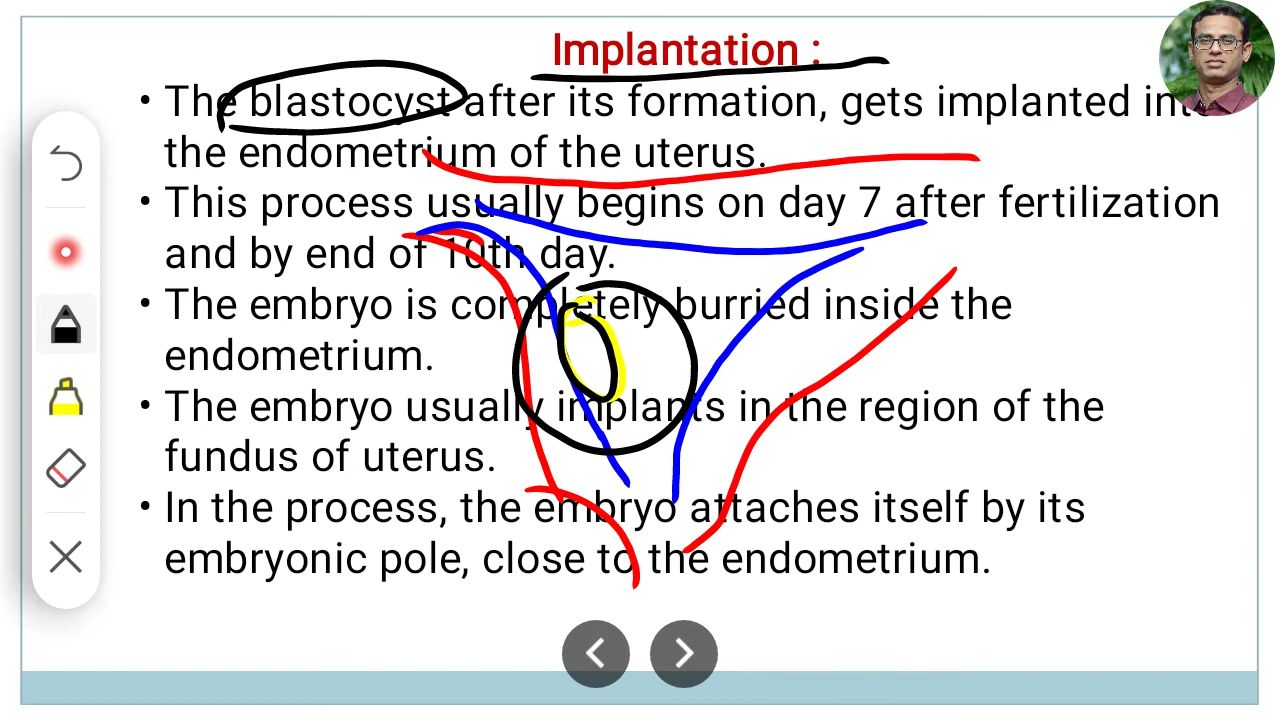 Implantation :
• The blastocyst after its formation, gets implanted into
the endometrium of the uterus.
• This process usually begins on day 7 after fertilization
and by end of 10th day.
• The embryo is completely burried inside the
endometrium.
• The embryo usually implants in the region of the
fundus of uterus.
• In the process, the embryo attaches itself by its
embryonic pole, close to the endometrium.